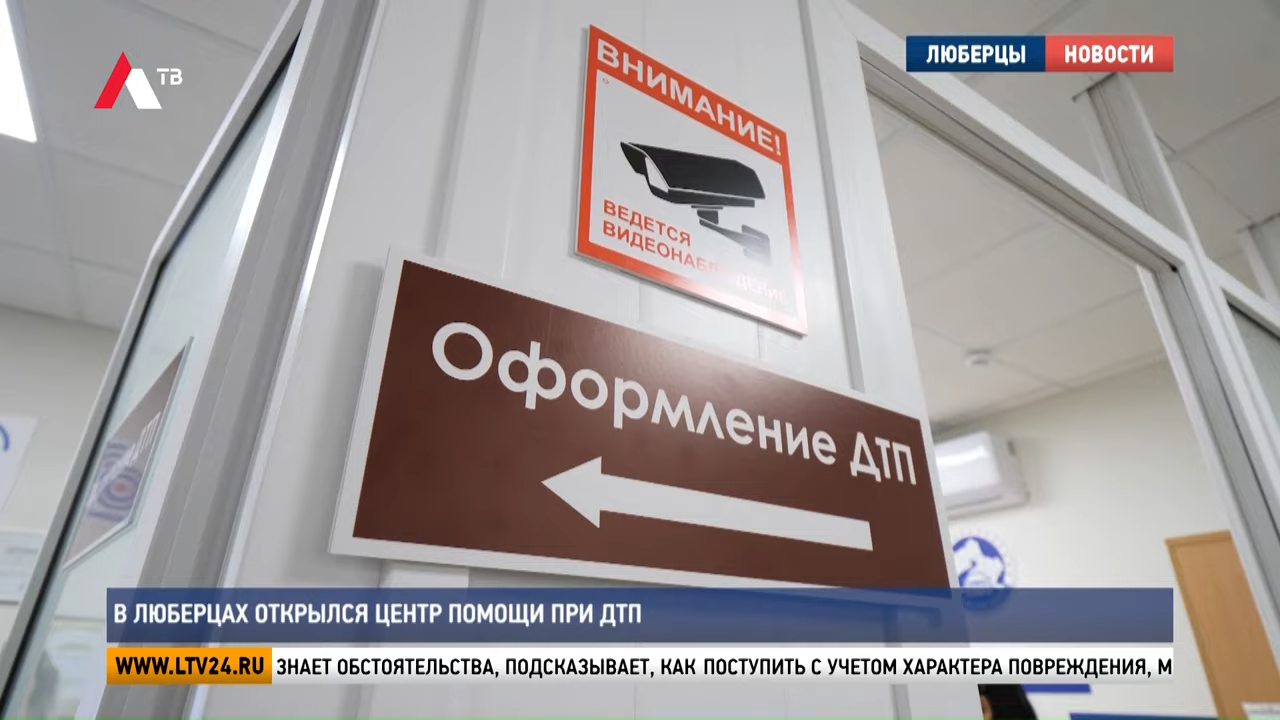 ТВ
ЛЮБЕРЦЫ НОВОСТИ
ВНИМАНИЕ!
ВЕДЕТСЯ
ВИДЕОНАБЛЮДЕНИЕ
Оформление ДТП
В ЛЮБЕРЦАХ ОТКРЫЛСЯ ЦЕНТР ПОМОЩИ ПРИ ДТП
WWW.LTV24.RU ЗНАЕТ ОБСТОЯТЕЛЬСТВА, ПОДСКАЗЫВАЕТ, КАК ПОСТУПИТЬ С УЧЕТОМ ХАРАКТЕРА ПОВРЕЖДЕНИЯ, М